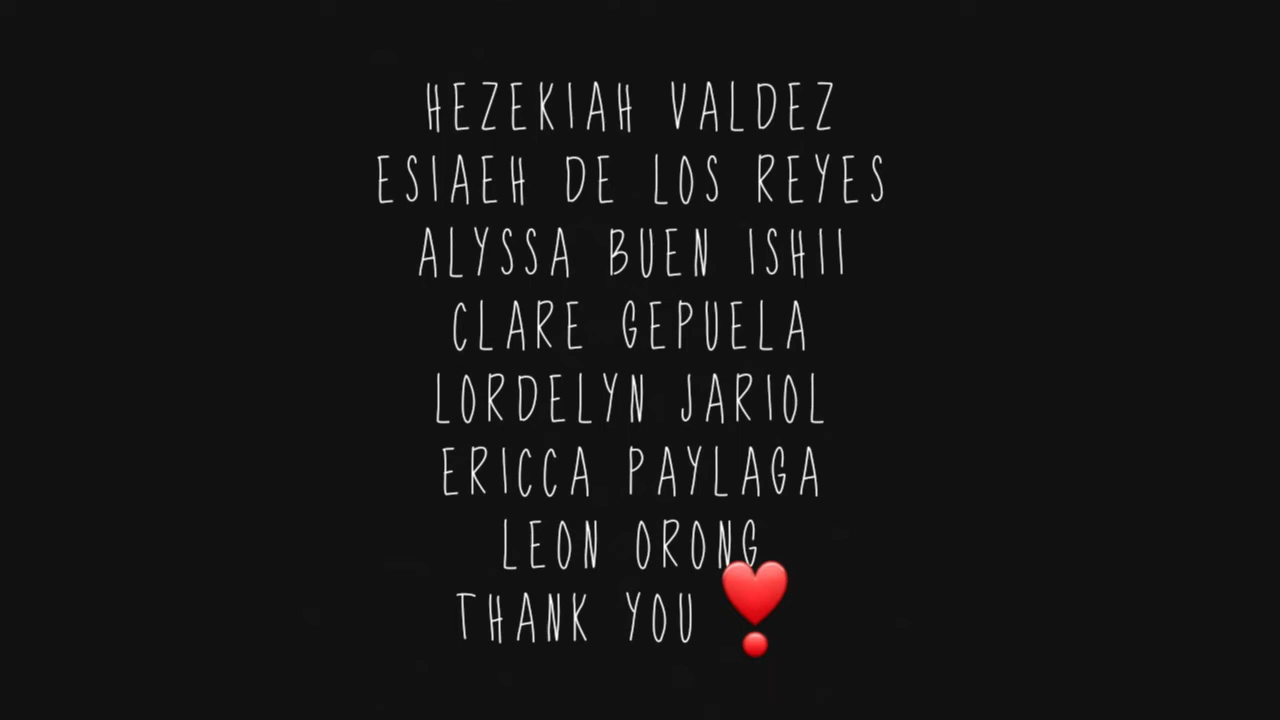 HEZEKIAH VALDEZ
ESIAEH DE LOS REYES
ALYSSA BUEN ISHII
CLARE GEPUELA
LORDELYN JARIOL
ERICCA PAYLAGA
LEON ORONG
THANK YOU ❣️